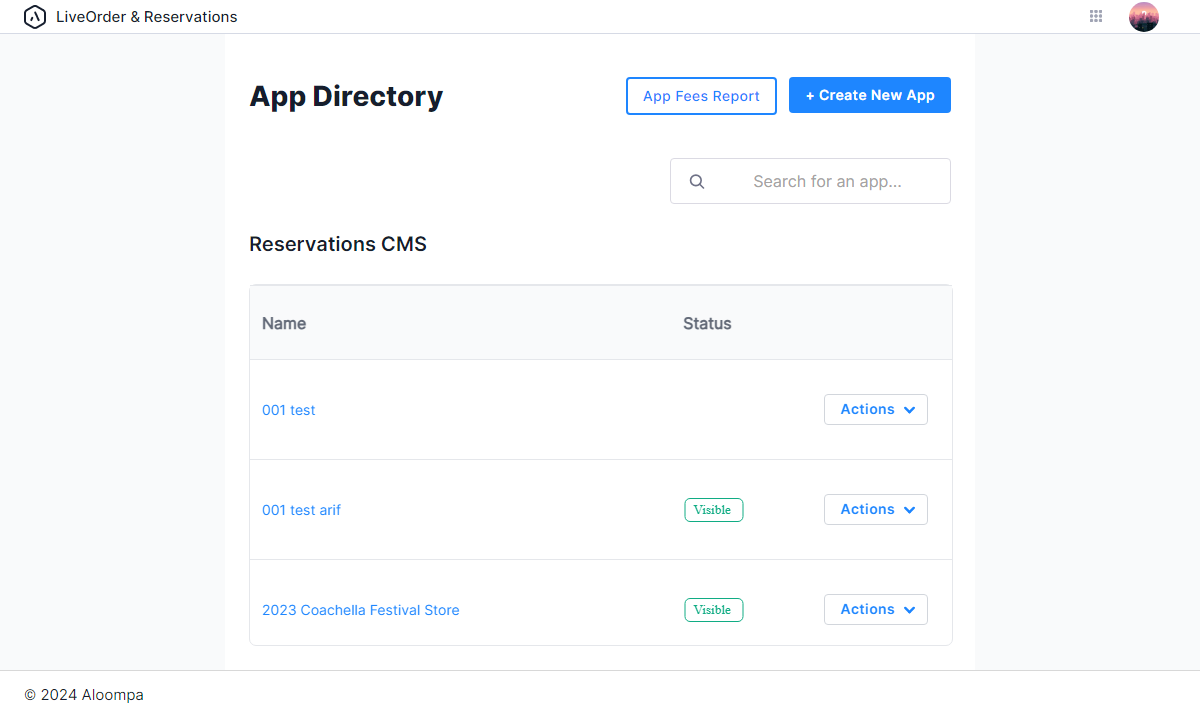 LiveOrder & Reservations
App Directory
App Fees Report
+ Create New App
Search for an app...
Reservations CMS
Name Status
001 test Actions
001 test arif Visible Actions
2023 Coachella Festival Store Visible Actions
© 2024 Aloompa